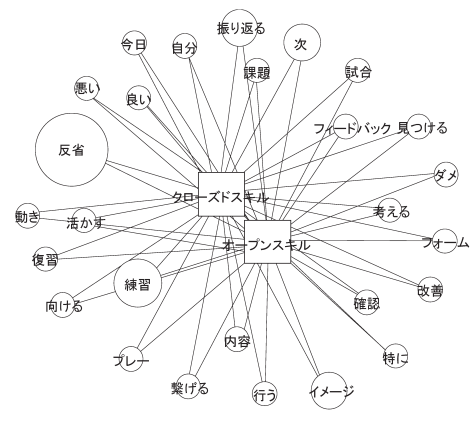 振り返る
今日
自分
次
課題
試合
悪い
良い
フィードバック
見つける
反省
ダメ
クローズドスキル
動き
活かす
考える
オープンスキル
フォーム
復習
練習
改善
向ける
確認
内容
プレー
特に
繋げる
行う
イメージ